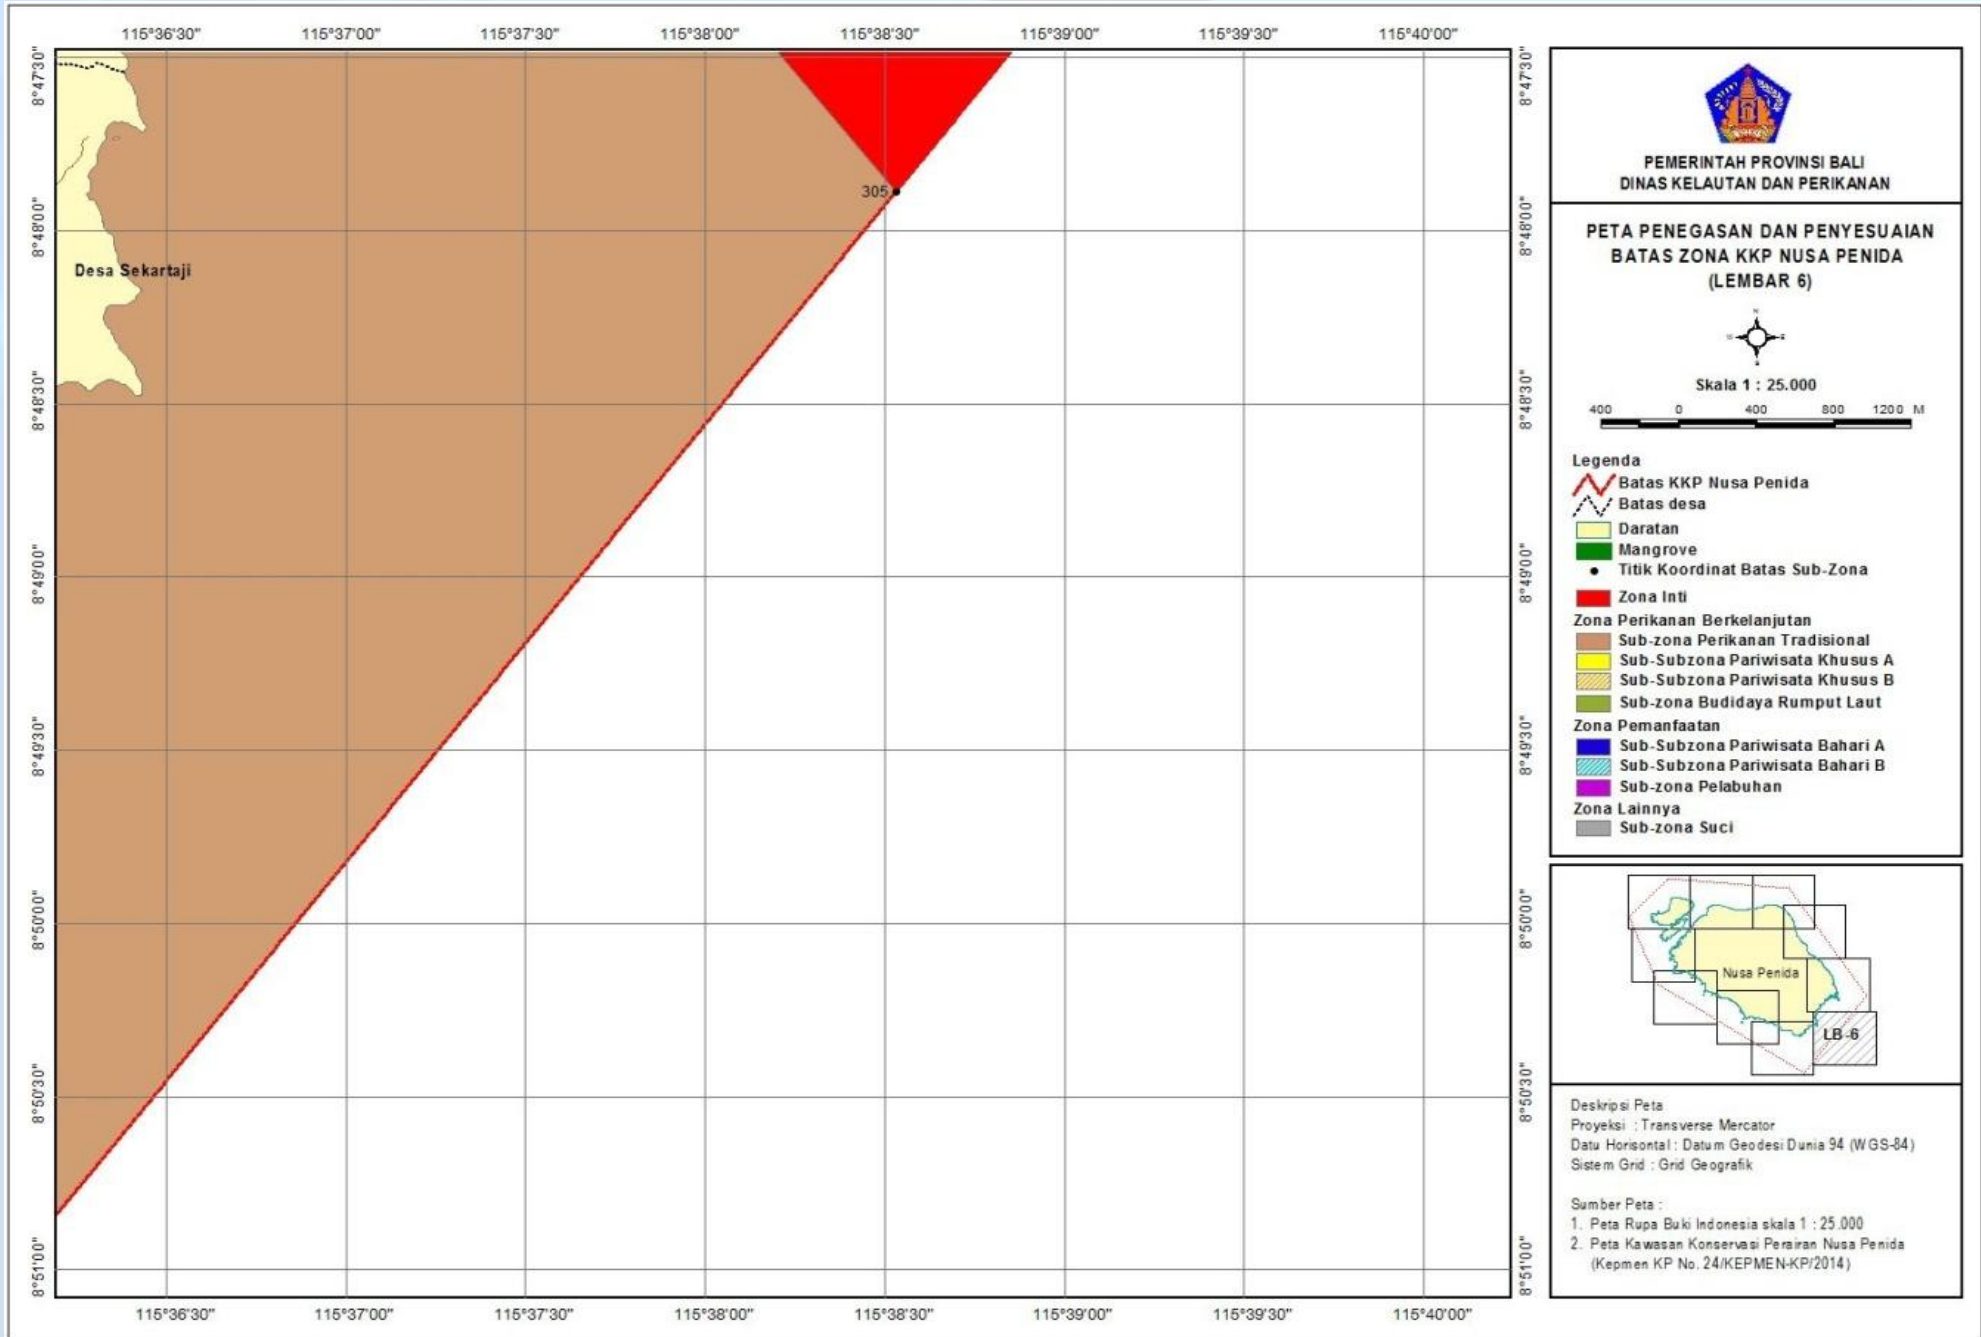 115°36'30" 115°37'00" 115°37'30" 115°38'00" 115°38'30" 115°39'00" 115°39'30" 115°40'00"
8°47'30"
8°48'00"
8°48'30"
8°49'00"
8°49'30"
8°50'00"
8°50'30"
8°51'00"
305
Desa Sekartaji
8°47'30"
8°48'00"
8°48'30"
8°49'00"
8°49'30"
8°50'00"
8°50'30"
8°51'00"
115°36'30" 115°37'00" 115°37'30" 115°38'00" 115°38'30" 115°39'00" 115°39'30" 115°40'00"
PEMERINTAH PROVINSI BALI
DINAS KELAUTAN DAN PERIKANAN
PETA PENEGASAN DAN PENYESUAIAN
BATAS ZONA KKP NUSA PENIDA
(LEMBAR 6)
N
E
S
Skala 1 : 25.000
400 0 400 800 1200 M
Legenda
Batas KKP Nusa Penida
Batas desa
Daratan
Mangrove
Titik Koordinat Batas Sub-Zona
Zona Inti
Zona Perikanan Berkelanjutan
Sub-zona Perikanan Tradisional
Sub-Subzona Pariwisata Khusus A
Sub-Subzona Pariwisata Khusus B
Sub-zona Budidaya Rumput Laut
Zona Pemanfaatan
Sub-Subzona Pariwisata Bahari A
Sub-Subzona Pariwisata Bahari B
Sub-zona Pelabuhan
Zona Lainnya
Sub-zona Suci
Nusa Penida
LB-6
Deskripsi Peta
Proyeksi : Transverse Mercator
Datu Horisontal : Datum Geodesi Dunia 94 (WGS-84)
Sistem Grid : Grid Geografik
Sumber Peta :
1. Peta Rupa Buki Indonesia skala 1 : 25.000
2. Peta Kawasan Konservasi Perairan Nusa Penida
(Kepmen KP No. 24/KEPMEN-KP/2014)